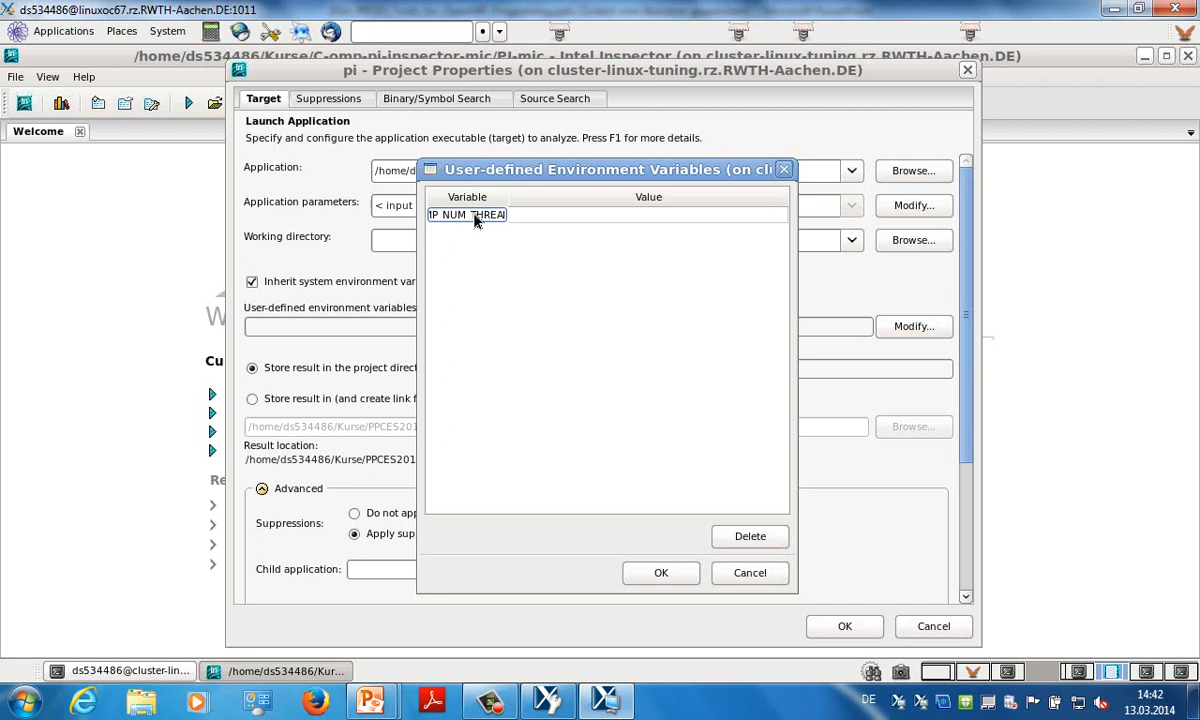 ds534486@linuxoc67.rz.RWTH-Aachen.DE:1011
Applications Places System
/home/ds534486/Kurse/C-omp-pi-inspector-mic/PI-mic - Intel Inspector (on cluster-linux-tuning.rz.RWTH-Aachen.DE)
pi - Project Properties (on cluster-linux-tuning.rz.RWTH-Aachen.DE)
File View Help
Target Suppressions Binary/Symbol Search Source Search
Launch Application
Welcome
Specify and configure the application executable (target) to analyze. Press F1 for more details.
User-defined Environment Variables (on clu
Application: /home/d Browse...
Variable Value
Application parameters: < input Modify...
MP_NUM_THREA
Working directory: Browse...
Inherit system environment var
User-defined environment variables
Modify...
W
Cu
Store result in the project direct
Store result in (and create link f
/home/ds534486/Kurse/PPCES201 Browse...
Result location:
/home/ds534486/Kurse/PPCES201
Re
Advanced
Suppressions: Do not app
Apply sup
Delete
Child application:
OK Cancel
OK Cancel
ds534486@cluster-lin... /home/ds534486/Kur...
DE 14:42
13.03.2014